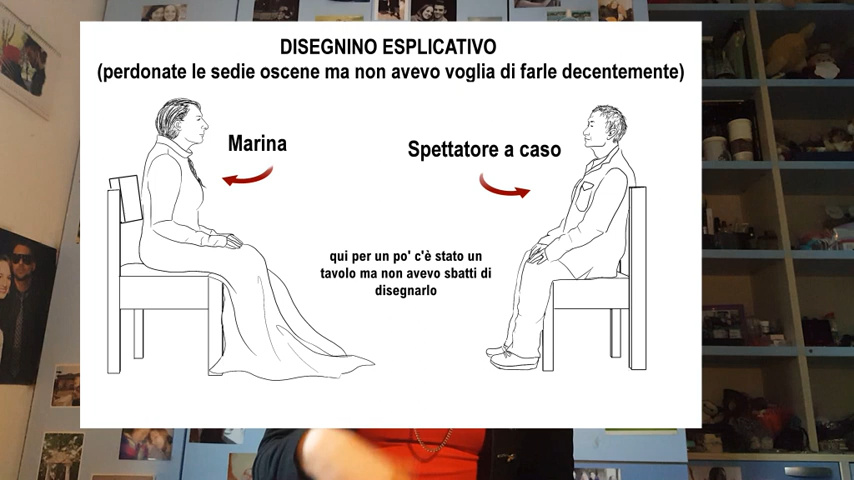 DISEGNINO ESPLICATIVO
(perdonate le sedie oscene ma non avevo voglia di farle decentemente)
Marina
Spettatore a caso
qui per un po' c'è stato un
tavolo ma non avevo sbatti di
disegnarlo